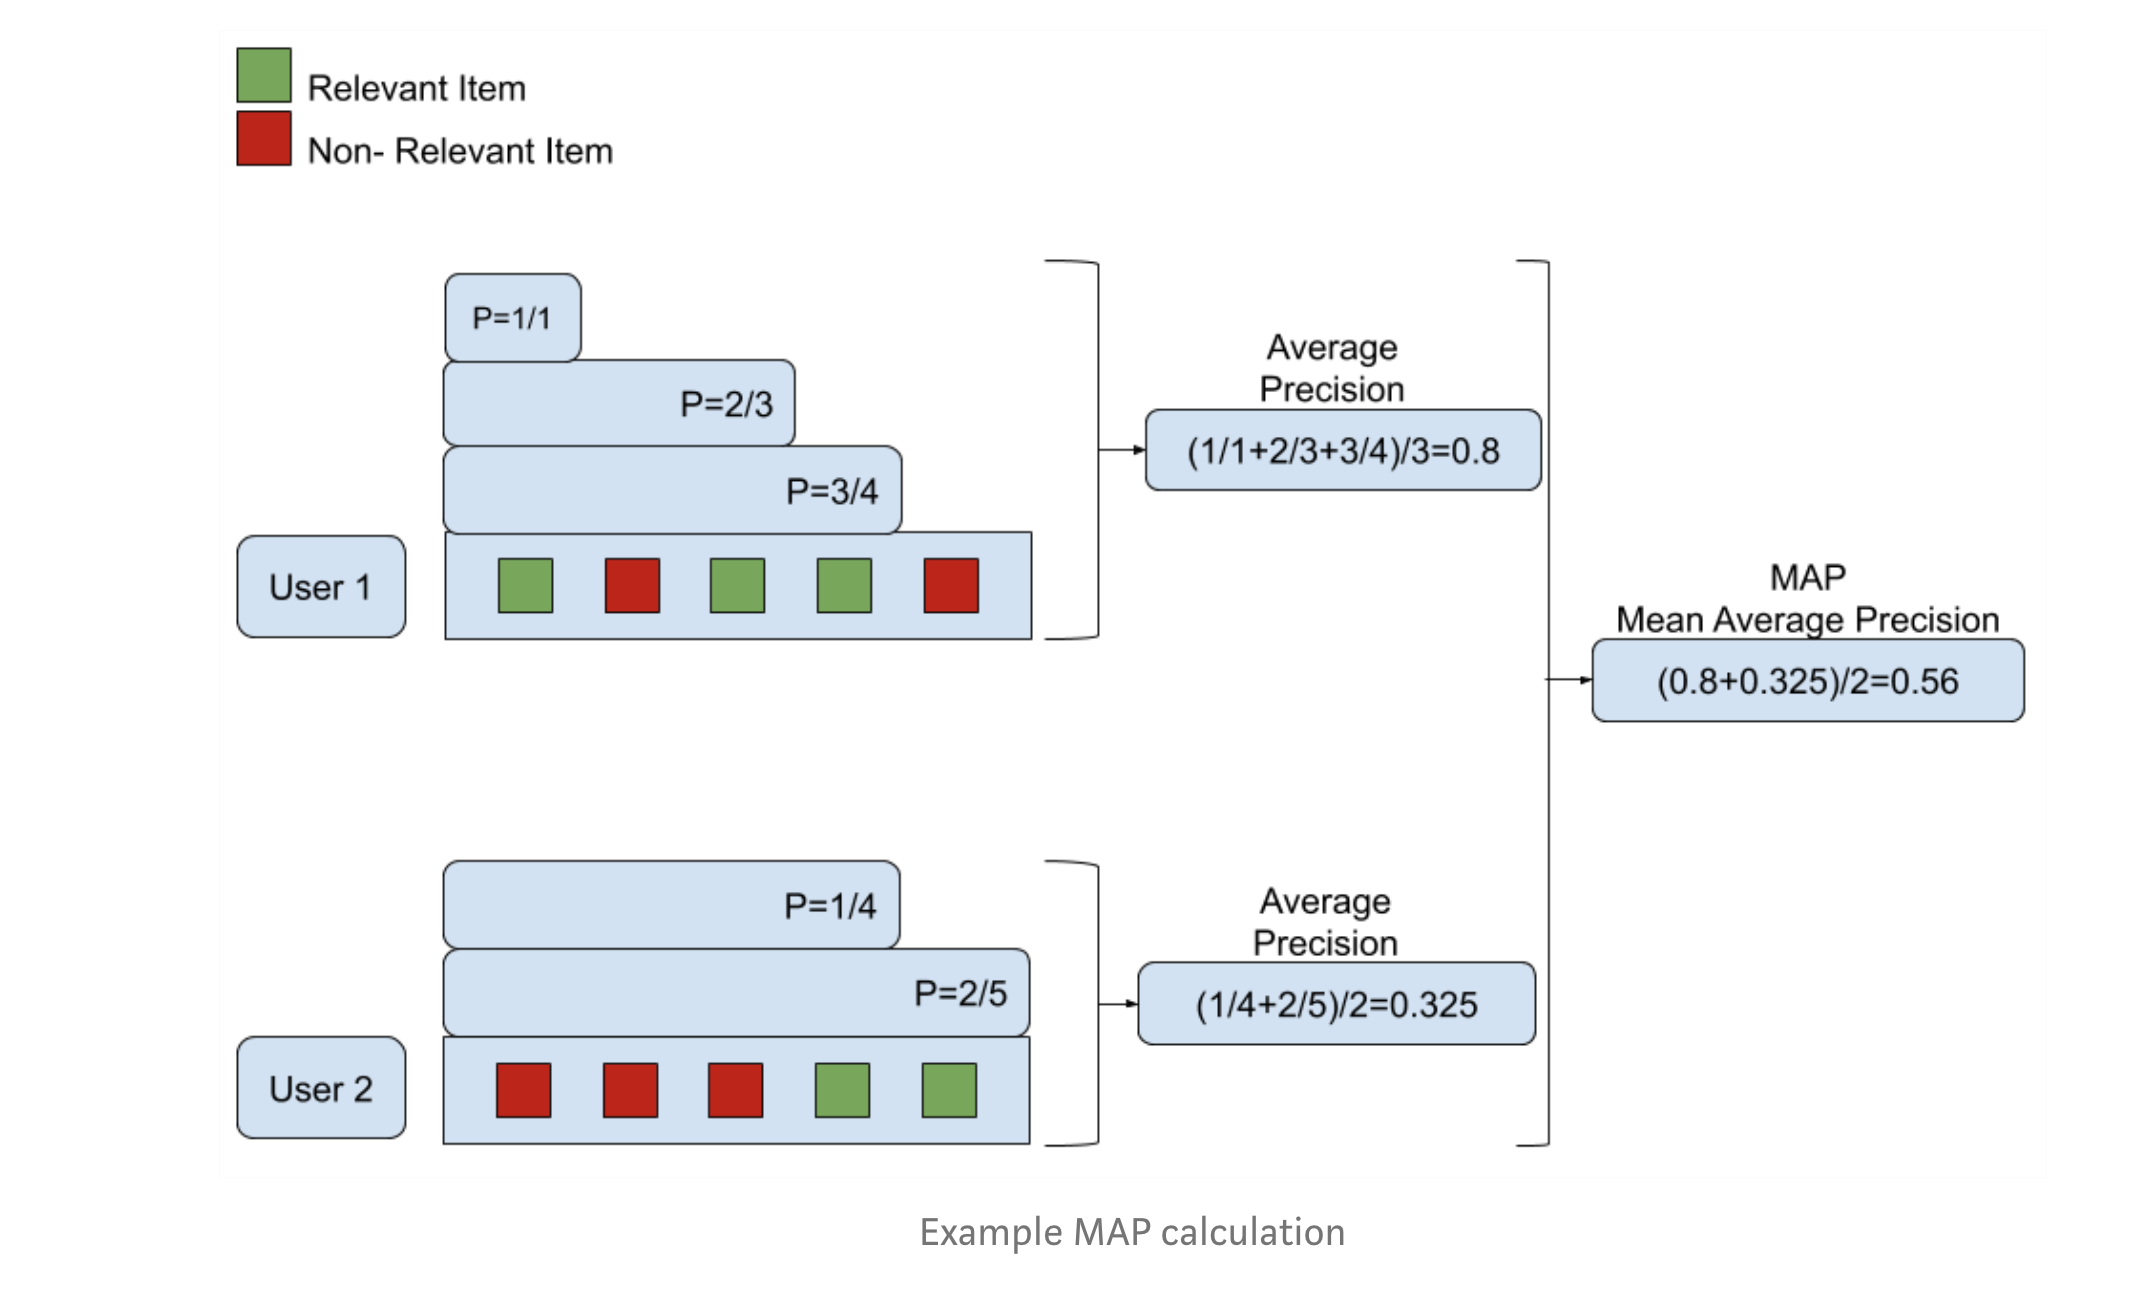 Relevant Item
Non- Relevant Item
P=1/1
P=2/3
P=3/4
User 1
Average
Precision
(1/1+2/3+3/4)/3=0.8
MAP
Mean Average Precision
(0.8+0.325)/2=0.56
P=1/4
P=2/5
User 2
Average
Precision
(1/4+2/5)/2=0.325
Example MAP calculation